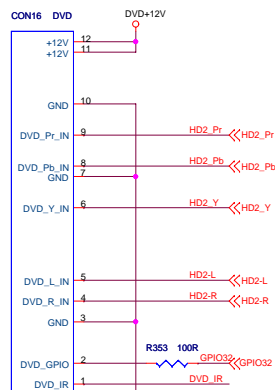 CON16 DVD
DVD+12V
+12V 12
+12V 11
GND 10
DVD_Pr_IN 9 HD2_Pr HD2_Pr
DVD_Pb_IN 8 HD2_Pb HD2_Pb
GND 7
DVD_Y_IN 6 HD2_Y HD2_Y
DVD_L_IN 5 HD2-L HD2-L
DVD_R_IN 4 HD2-R HD2-R
GND 3
R353 100R
DVD_GPIO 2 GPIO32 GPIO32
DVD_IR 1 DVD_IR